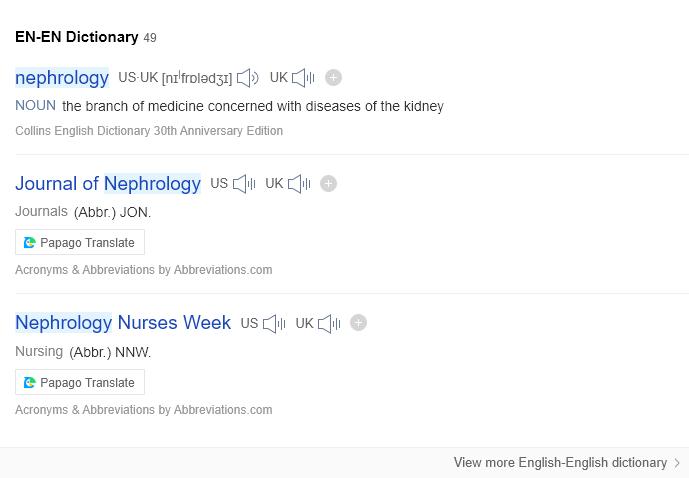 EN-EN Dictionary 49
nephrology US·UK [nɪˈfrɒlədʒɪ] UK
NOUN the branch of medicine concerned with diseases of the kidney
Collins English Dictionary 30th Anniversary Edition
Journal of Nephrology US UK
Journals (Abbr.) JON.
Papago Translate
Acronyms & Abbreviations by Abbreviations.com
Nephrology Nurses Week US UK
Nursing (Abbr.) NNW.
Papago Translate
Acronyms & Abbreviations by Abbreviations.com
View more English-English dictionary